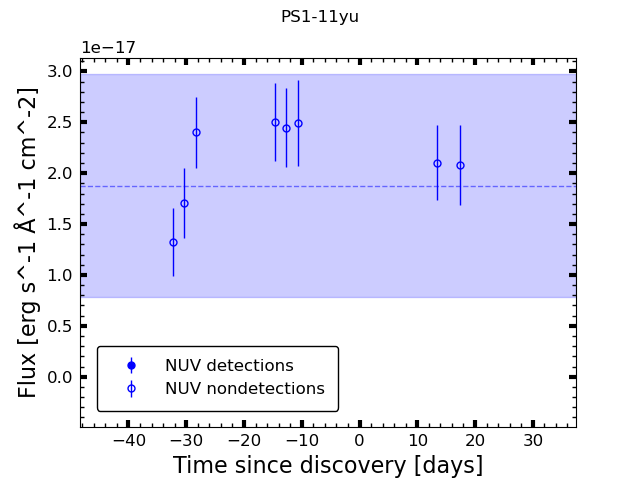 PS1-11yu
1e−17
3.0
2.5
2.0
1.5
1.0
0.5
0.0
Flux [erg s^-1 Å^-1 cm^-2]
NUV detections
NUV nondetections
−40 −30 −20 −10 0 10 20 30
Time since discovery [days]